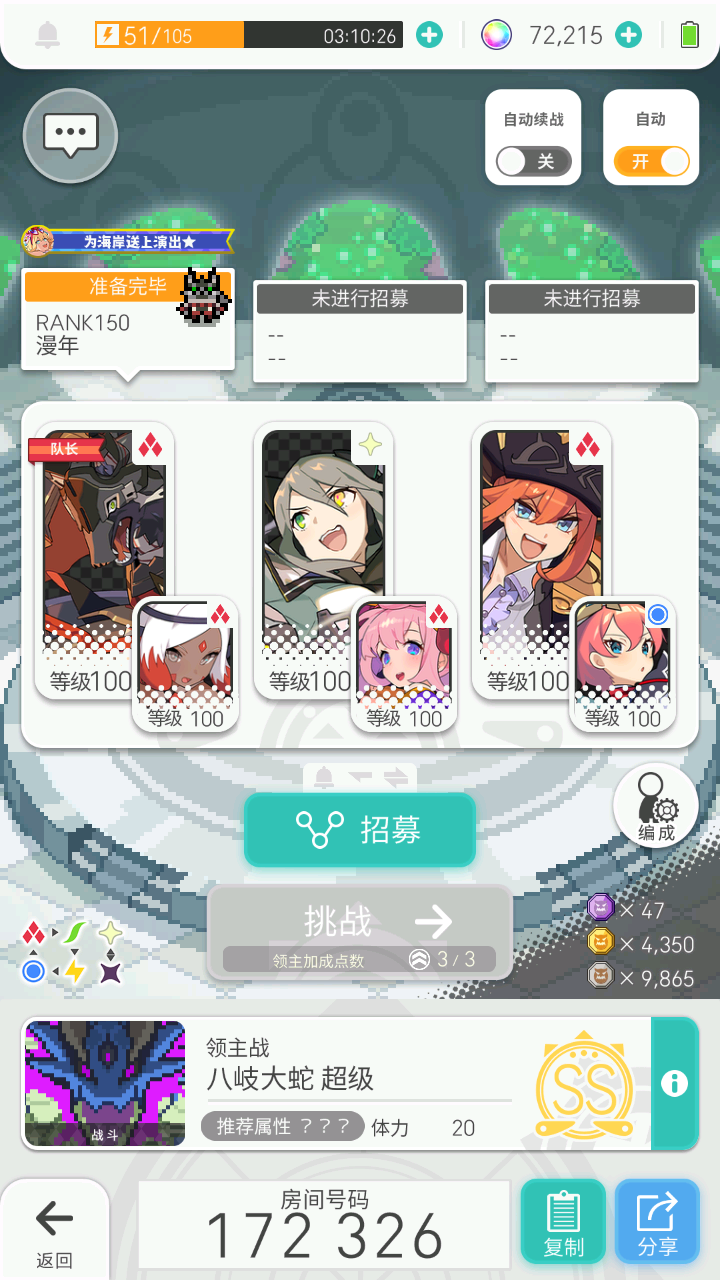 51/105
03:10:26
72,215
自动续战
关
自动
开
为海岸送上演出★
准备完毕
RANK150
漫年
未进行招募
--
--
未进行招募
--
--
队长
等级100
等级 100
等级100
等级 100
等级100
等级 100
招募
编成
挑战
领主加成点数 3/3
× 47
× 4,350
× 9,865
战斗
领主战
八岐大蛇 超级
推荐属性 ？？？ 体力 20
SS
返回
房间号码
172 326
复制
分享